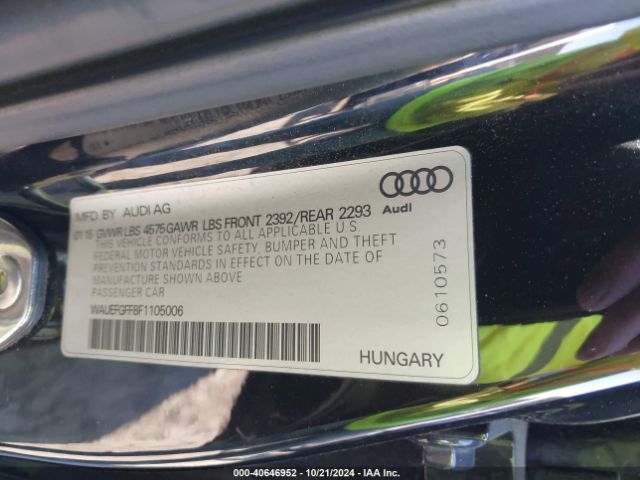 MFD. BY AUDI AG
01 15 GVWR LBS 4575 GAWR LBS FRONT 2392/REAR 2293
THIS VEHICLE CONFORMS TO ALL APPLICABLE U S
FEDERAL MOTOR VEHICLE SAFETY, BUMPER AND THEFT
PREVENTION STANDARDS IN EFFECT ON THE DATE OF
MANUFACTURE SHOWN ABOVE
PASSENGER CAR
WAUEFGFF8F1105006
Audi
0610573
HUNGARY
000-40646952 - 10/21/2024 - IAA Inc.